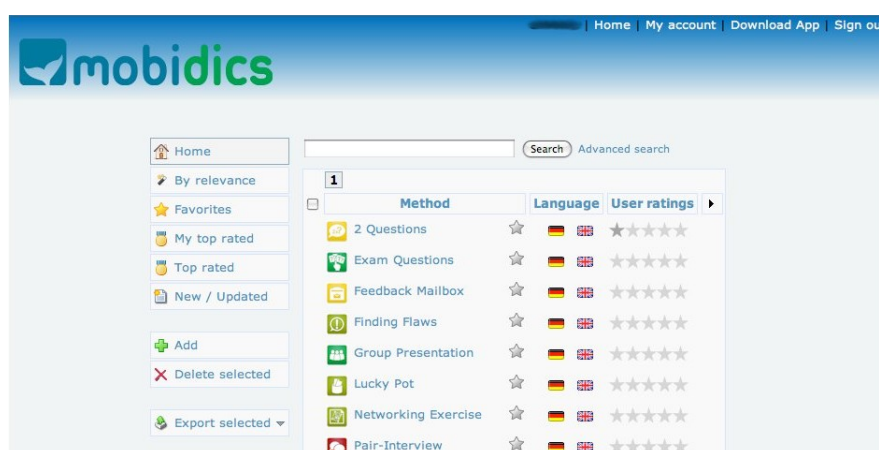 Home | My account | Download App | Sign ou
mobidics
Home
By relevance
Favorites
My top rated
Top rated
New / Updated
Add
Delete selected
Export selected
Search Advanced search
1
Method Language User ratings
2 Questions
Exam Questions
Feedback Mailbox
Finding Flaws
Group Presentation
Lucky Pot
Networking Exercise
Pair-Interview